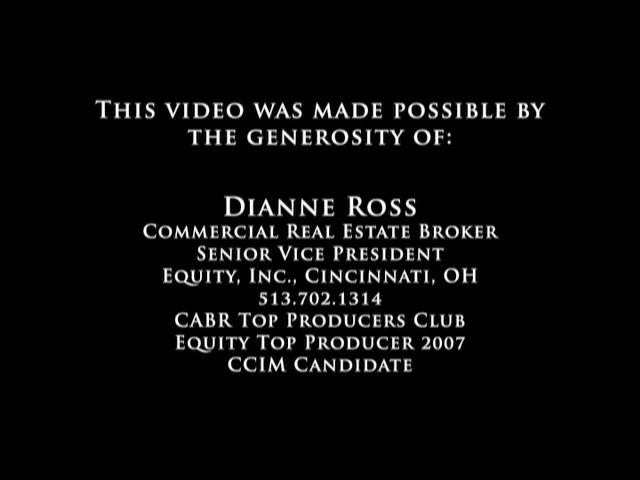 THIS VIDEO WAS MADE POSSIBLE BY
THE GENEROSITY OF:
DIANNE ROSS
COMMERCIAL REAL ESTATE BROKER
SENIOR VICE PRESIDENT
EQUITY, INC., CINCINNATI, OH
513.702.1314
CABR TOP PRODUCERS CLUB
EQUITY TOP PRODUCER 2007
CCIM CANDIDATE